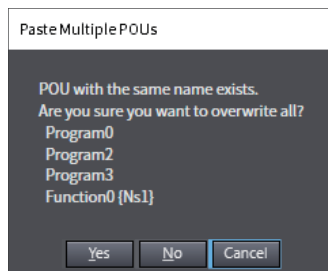 Paste Multiple POUs
POU with the same name exists.
Are you sure you want to overwrite all?
Program0
Program2
Program3
Function0 {Ns1}
Yes No Cancel